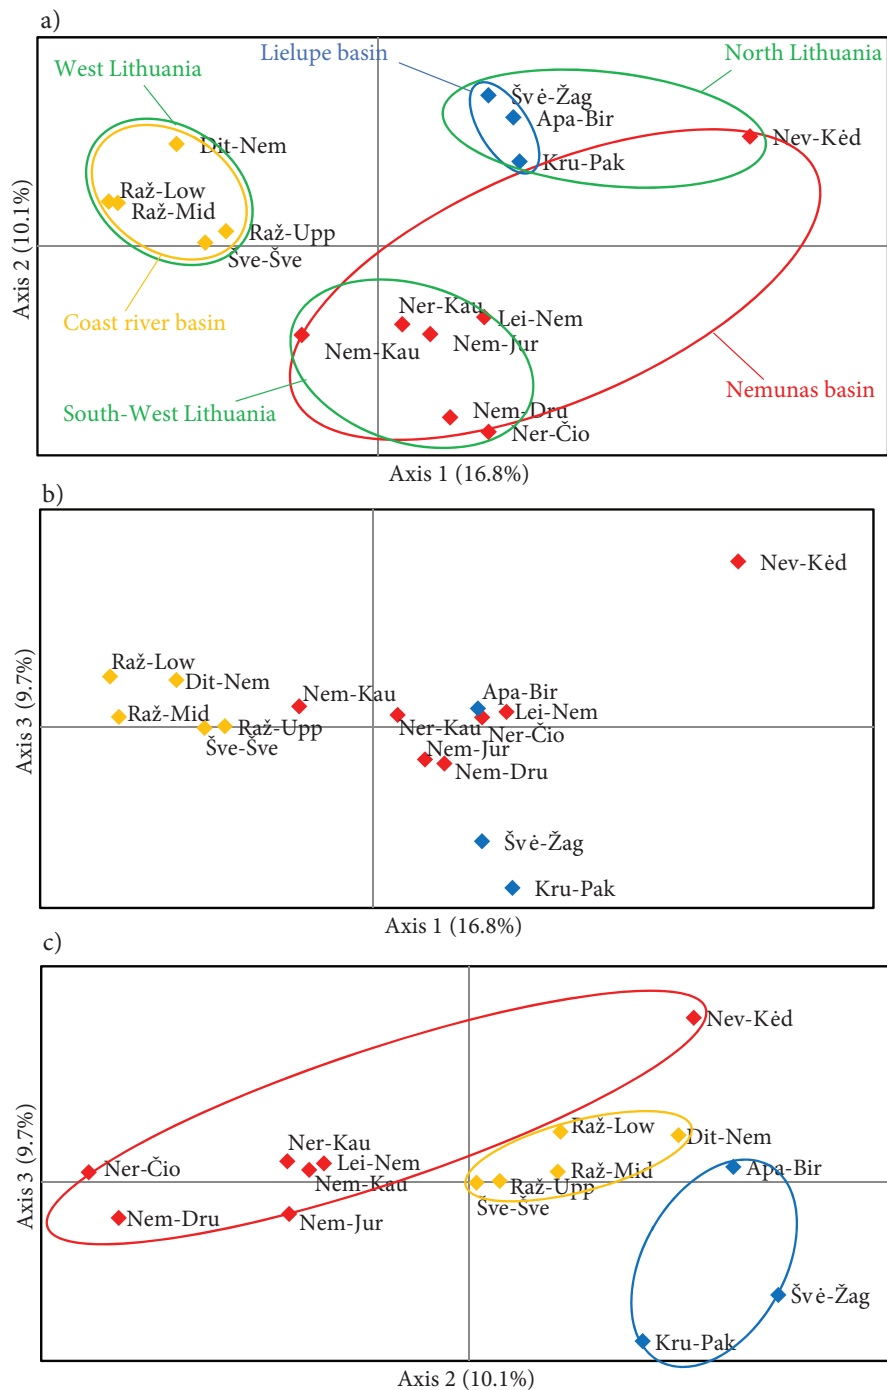 a)
West Lithuania
Lielupe basin
North Lithuania
Švė-Žag
Apa-Bir
Nev-Kėd
Dit-Nem
Kru-Pak
Raž-Low
Raž-Mid
Raž-Upp
Šve-Šve
Axis 2 (10.1%)
Coast river basin
Ner-Kau
Lei-Nem
Nem-Kau
Nem-Jur
Nemunas basin
South-West Lithuania
Nem-Dru
Ner-Čio
Axis 1 (16.8%)
b)
Nev-Kėd
Raž-Low
Dit-Nem
Nem-Kau
Apa-Bir
Lei-Nem
Raž-Mid
Raž-Upp
Ner-Kau
Ner-Čio
Šve-Šve
Nem-Jur
Nem-Dru
Axis 3 (9.7%)
Švė-Žag
Kru-Pak
Axis 1 (16.8%)
c)
Nev-Kėd
Raž-Low
Dit-Nem
Ner-Kau
Lei-Nem
Ner-Čio
Nem-Kau
Raž-Mid
Apa-Bir
Raž-Upp
Šve-Šve
Nem-Dru
Nem-Jur
Axis 3 (9.7%)
Švė-Žag
Kru-Pak
Axis 2 (10.1%)